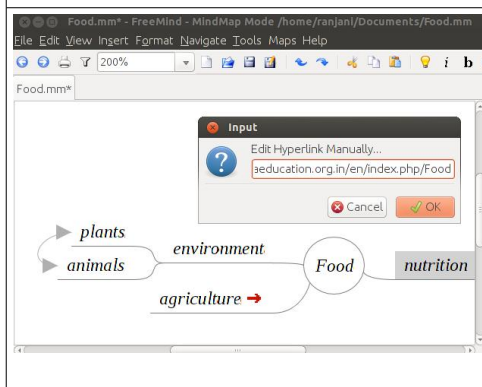 Food.mm* - FreeMind - MindMap Mode /home/ranjani/Documents/Food.mm
File Edit View Insert Format Navigate Tools Maps Help
200% i b
Food.mm*
Input
Edit Hyperlink Manually...
aeducation.org.in/en/index.php/Food
Cancel OK
plants
environment
animals
Food
nutrition
agriculture